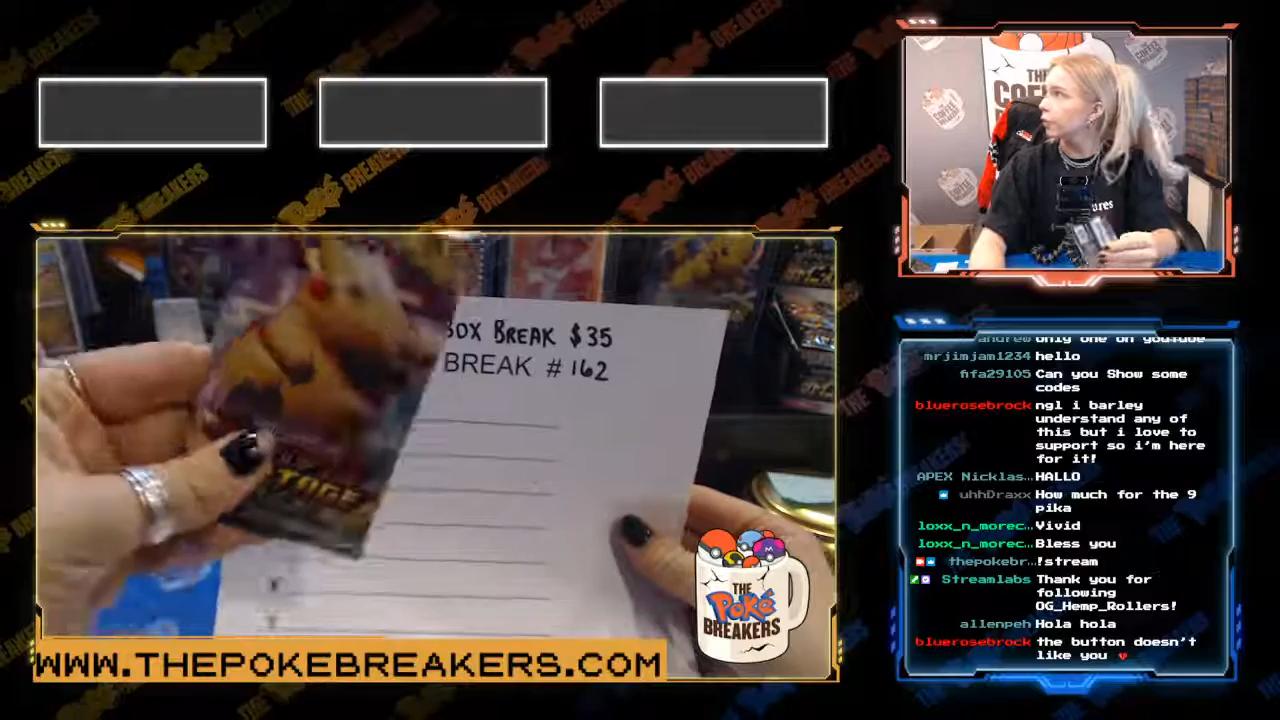 THE
BOX BREAK $35
BREAK # 162
THE
Poké
BREAKERS
WWW.THEPOKEBREAKERS.COM
only one on youtube
mrjimjam1234 hello
fifa29105 Can you Show some
codes
bluerosebrock ngl i barley
understand any of
this but i love to
support so i'm here
for it!
APEX Nicklas... HALLO
uhhDraxx How much for the 9
pika
loxx_n_morec... Vivid
loxx_n_morec... Bless you
thepokebr... !stream
Streamlabs Thank you for
following
OG_Hemp_Rollers!
allenpeh Hola hola
bluerosebrock the button doesn't
like you